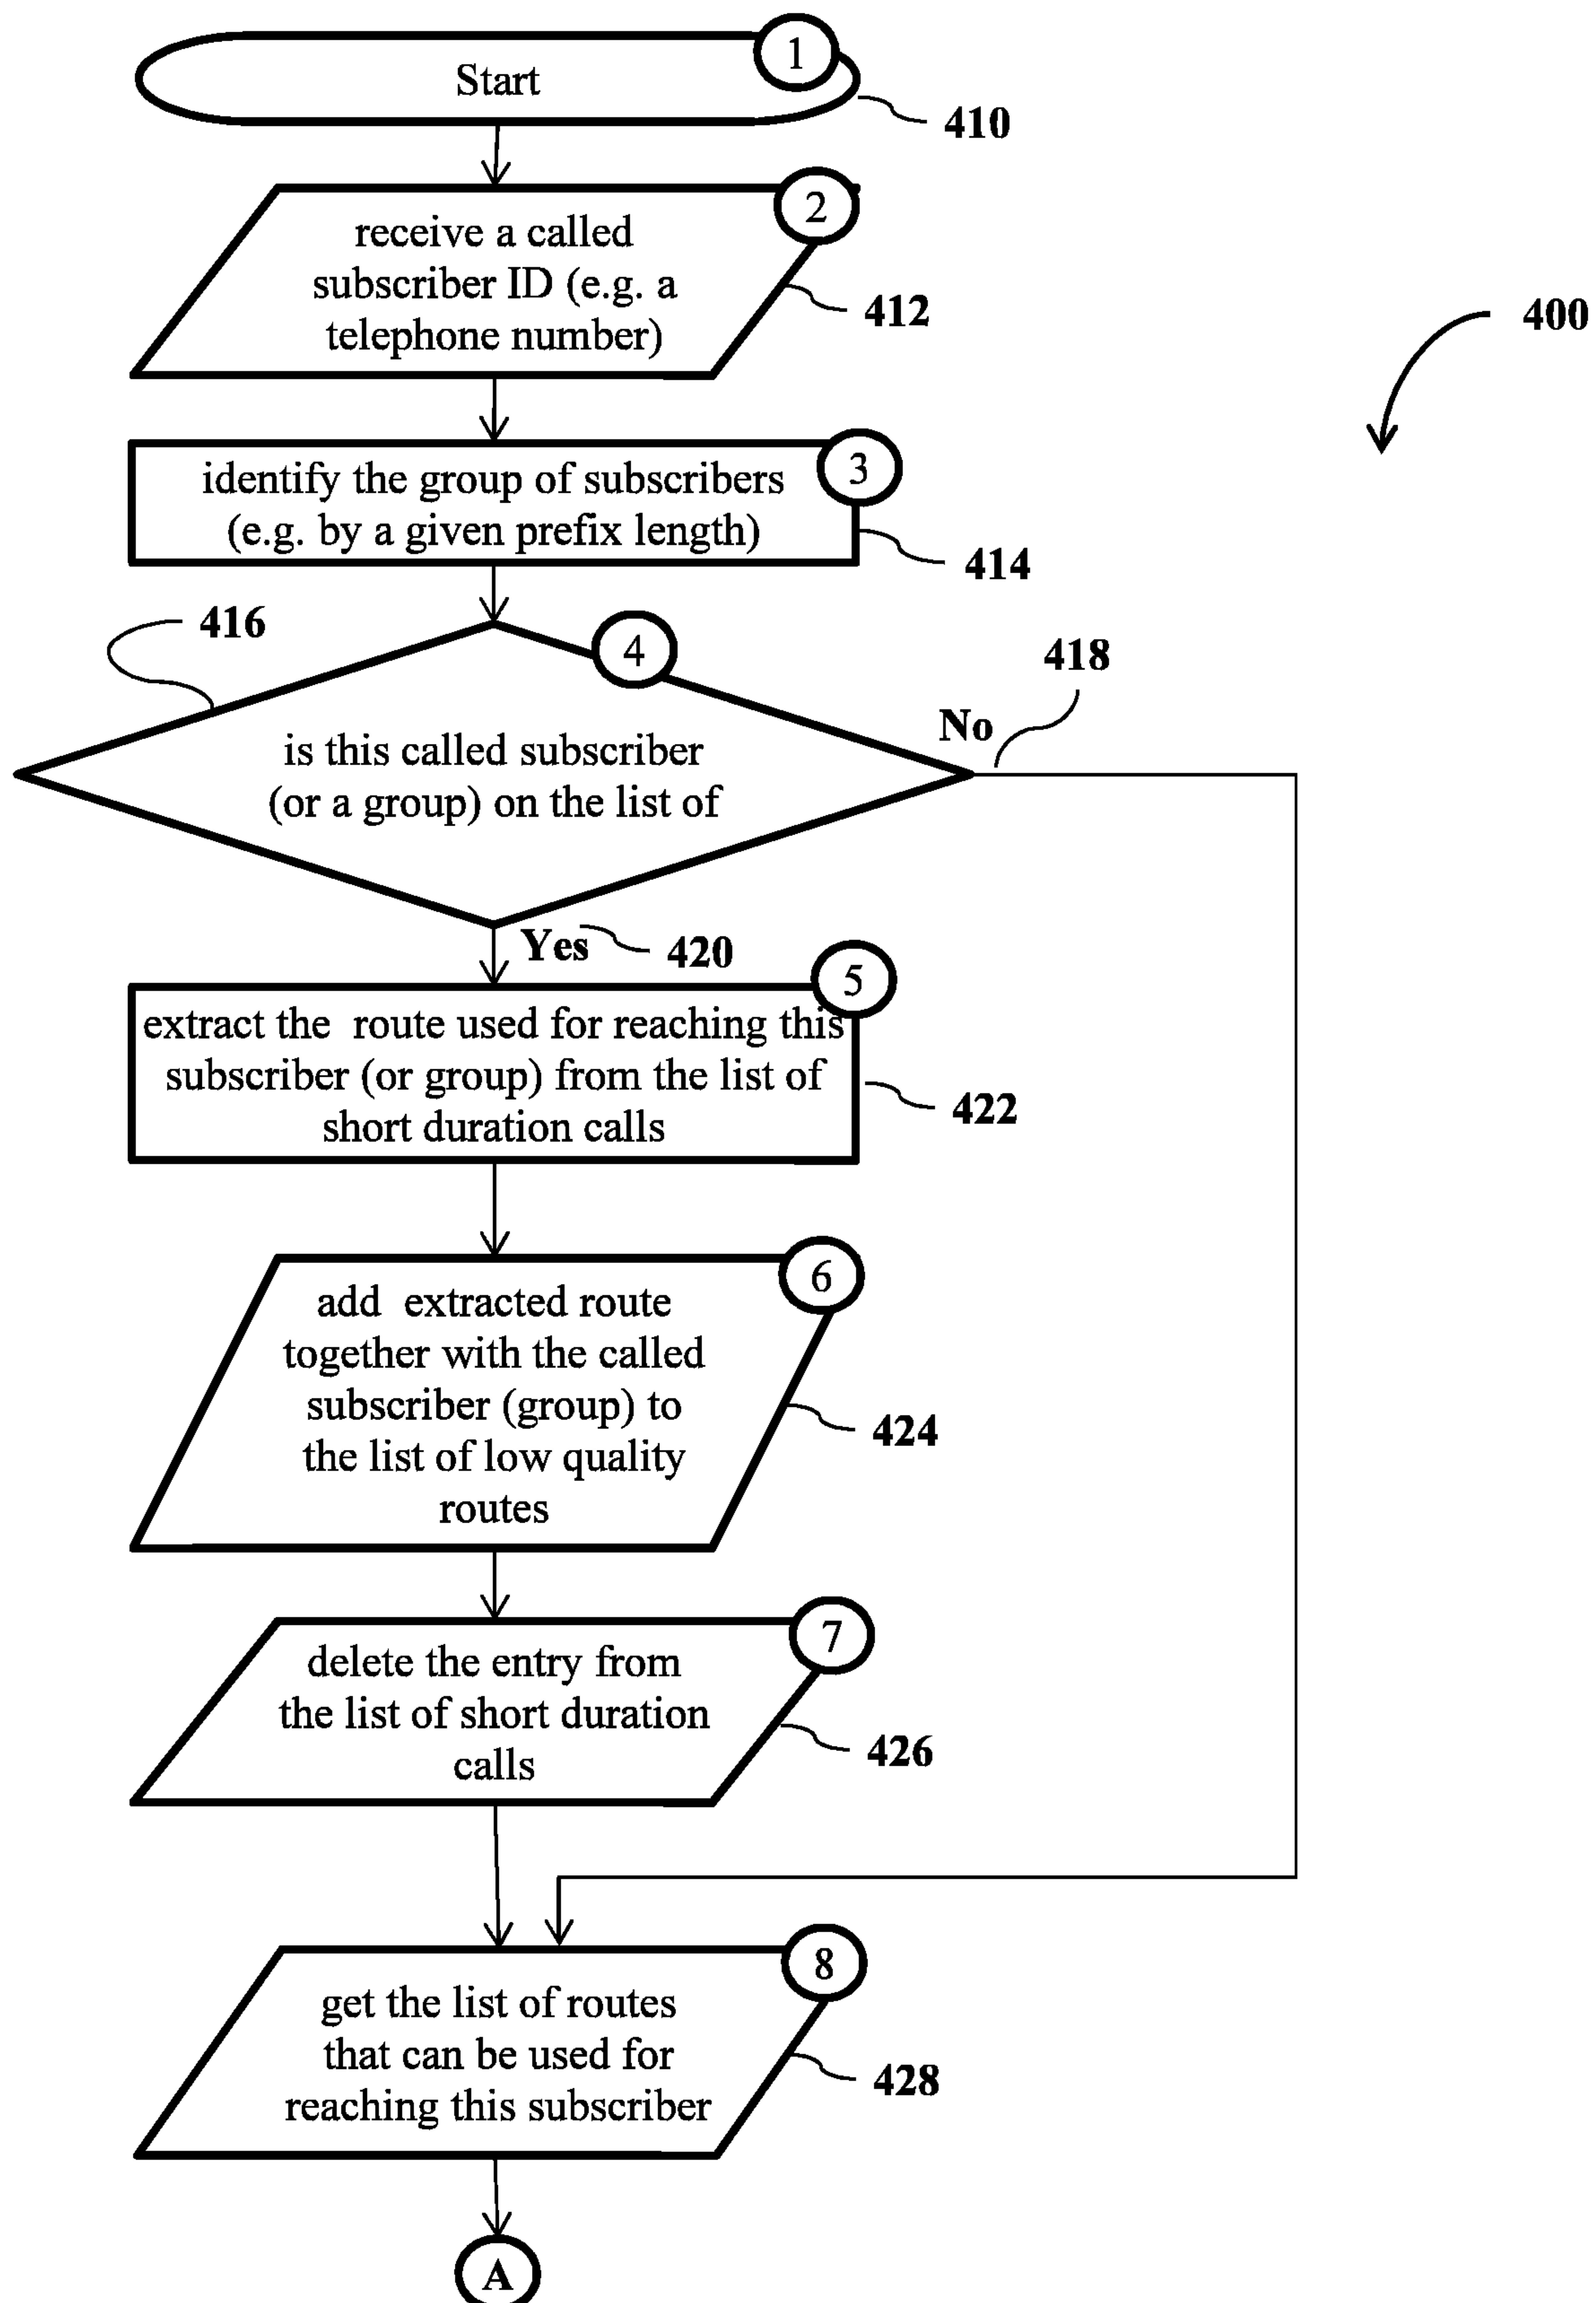 1
Start
410
2
receive a called
subscriber ID (e.g. a
telephone number)
412
400
3
identify the group of subscribers
(e.g. by a given prefix length)
414
416
4
418
No
is this called subscriber
(or a group) on the list of
Yes
420
5
extract the route used for reaching this
subscriber (or group) from the list of
short duration calls
422
6
add extracted route
together with the called
subscriber (group) to
the list of low quality
routes
424
7
delete the entry from
the list of short duration
calls
426
8
get the list of routes
that can be used for
reaching this subscriber
428
A